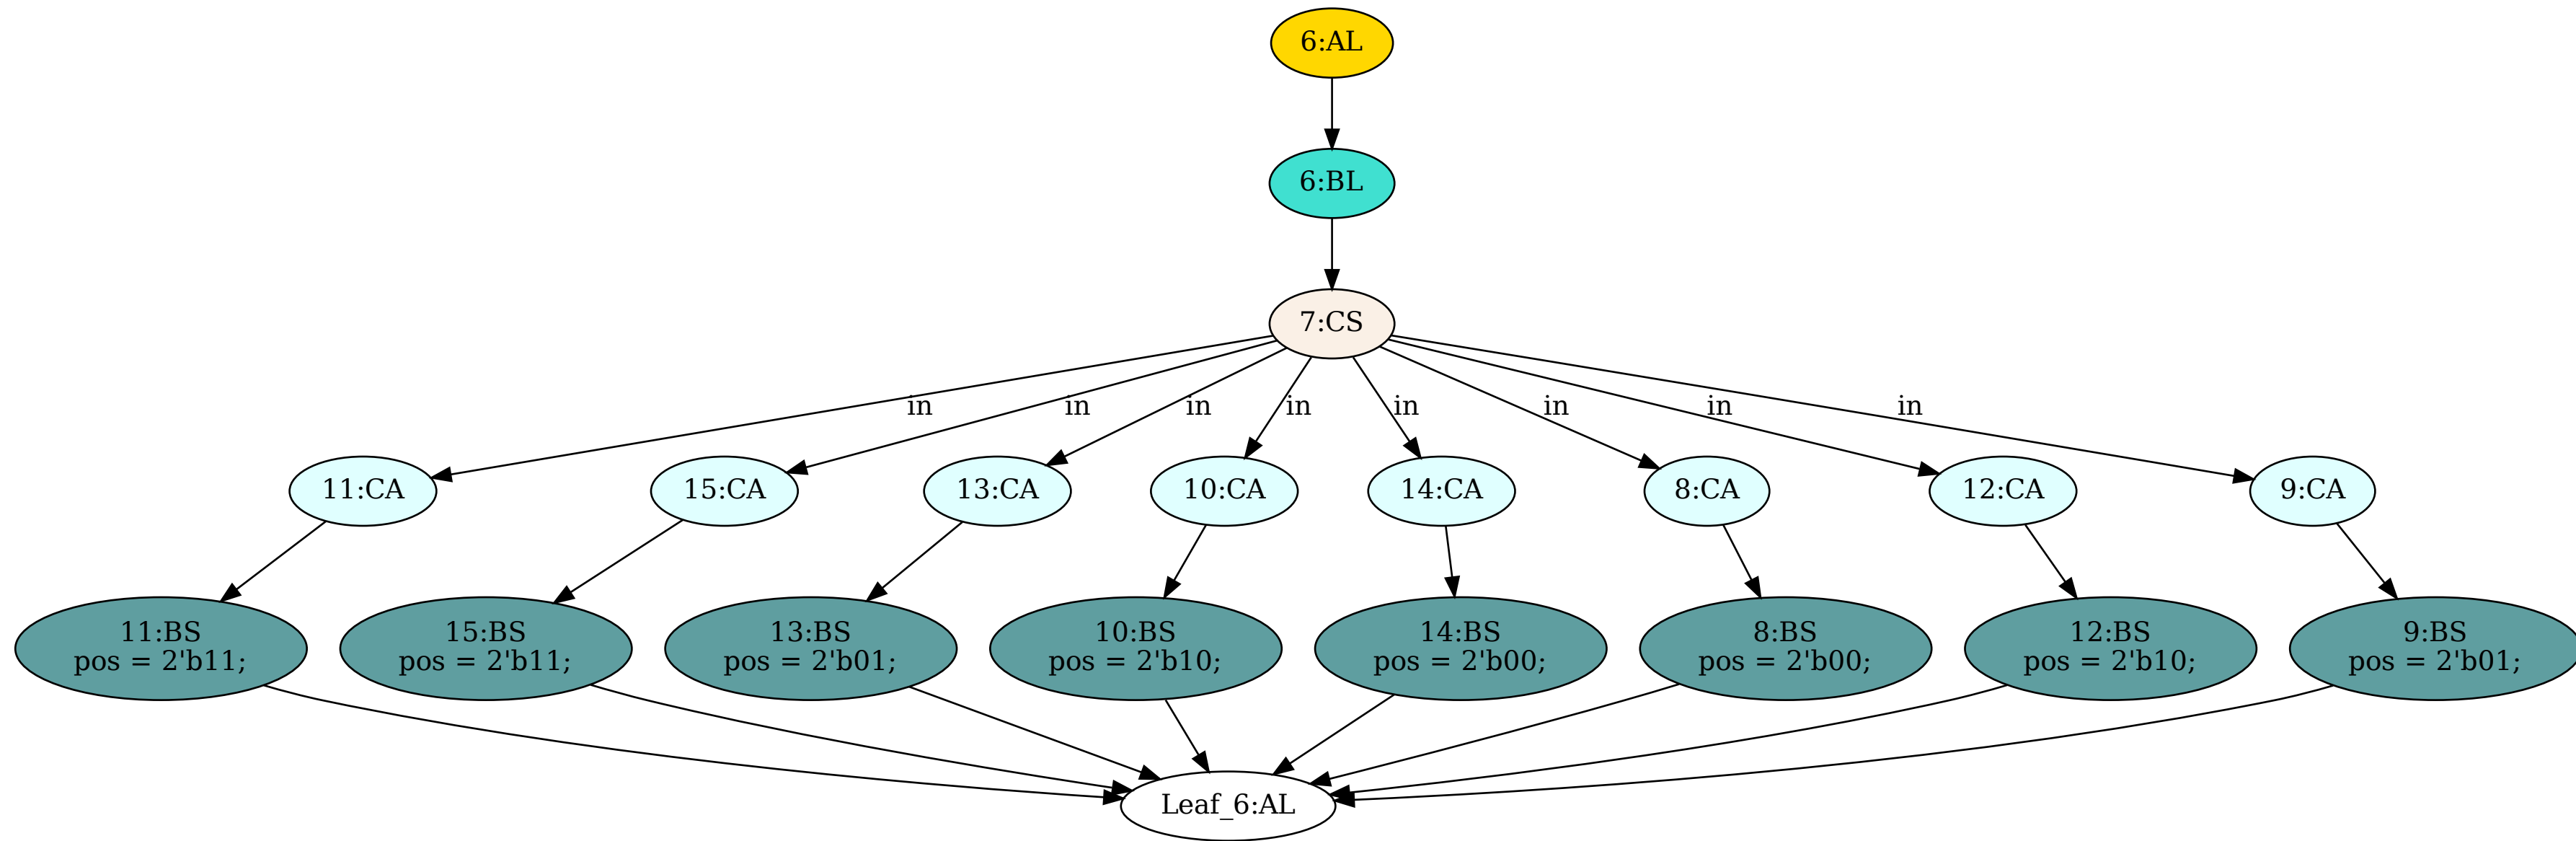 6:AL
6:BL
7:CS
in
in
in
in
in
in
in
in
11:CA
15:CA
13:CA
10:CA
14:CA
8:CA
12:CA
9:CA
11:BS
pos = 2'b11;
15:BS
pos = 2'b11;
13:BS
pos = 2'b01;
10:BS
pos = 2'b10;
14:BS
pos = 2'b00;
8:BS
pos = 2'b00;
12:BS
pos = 2'b10;
9:BS
pos = 2'b01;
Leaf_6:AL